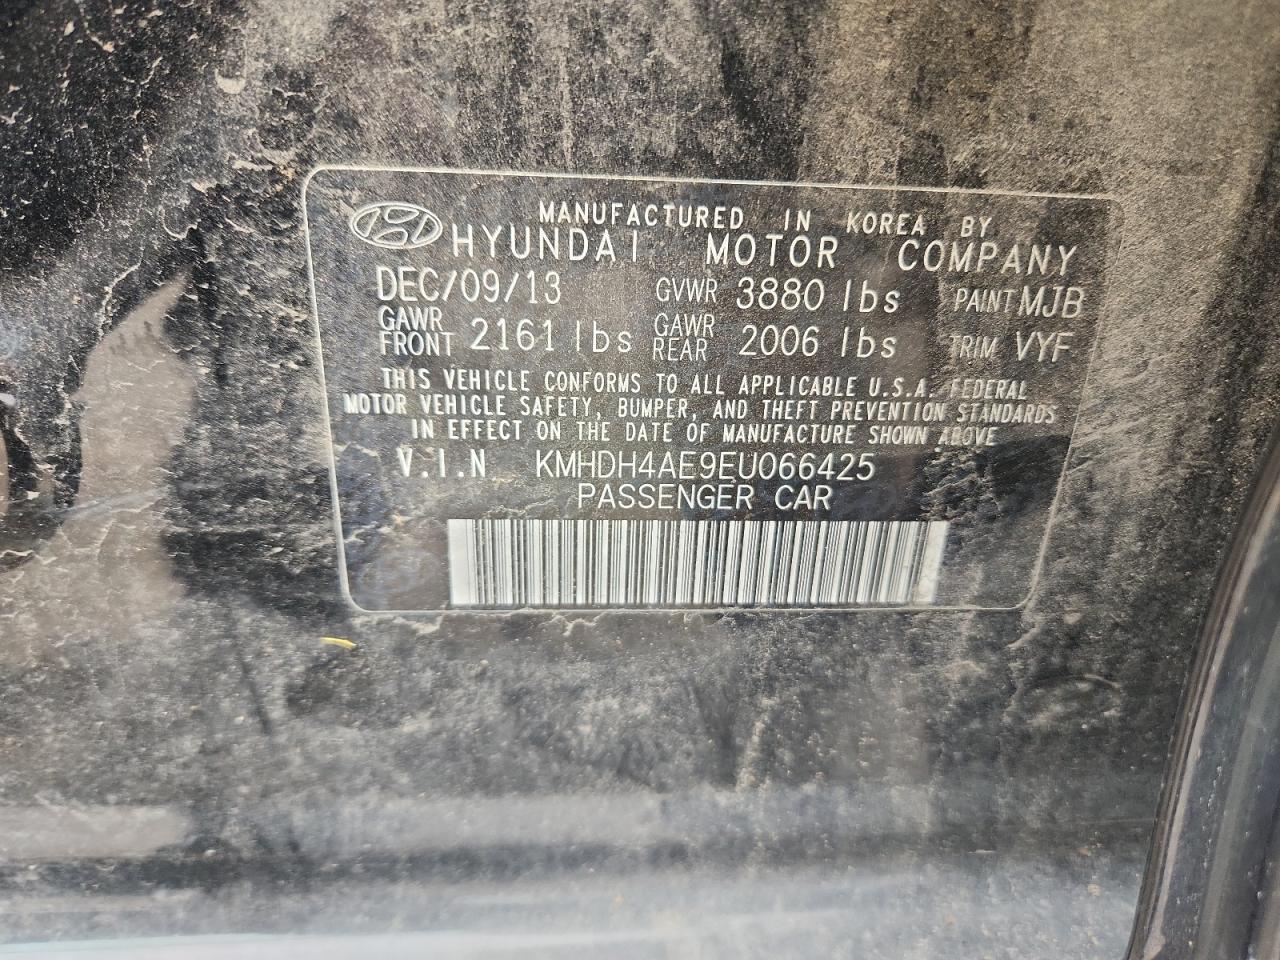 MANUFACTURED IN KOREA BY
HYUNDAI MOTOR COMPANY
DEC/09/13 GVWR 3880 lbs PAINT MJB
GAWR FRONT 2161 lbs GAWR REAR 2006 lbs TRIM VYF
THIS VEHICLE CONFORMS TO ALL APPLICABLE U.S.A. FEDERAL
MOTOR VEHICLE SAFETY, BUMPER, AND THEFT PREVENTION STANDARDS
IN EFFECT ON THE DATE OF MANUFACTURE SHOWN ABOVE
V.I.N KMHDH4AE9EU066425
PASSENGER CAR